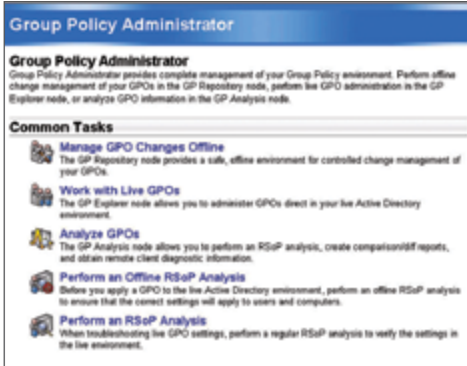 Group Policy Administrator
Group Policy Administrator
Group Policy Administrator provides complete management of your Group Policy environment. Perform offline
change management of your GPOs in the GP Repository node, perform live GPO administration in the GP
Explorer node, or analyze GPO information in the GP Analysis node.
Common Tasks
Manage GPO Changes Offline
The GP Repository node provides a safe, offline environment for controlled change management of
your GPOs.
Work with Live GPOs
The GP Explorer node allows you to administer GPOs direct in your live Active Directory
environment.
Analyze GPOs
The GP Analysis node allows you to perform an RSoP analysis, create comparison/diff reports,
and obtain remote client diagnostic information.
Perform an Offline RSoP Analysis
Before you apply a GPO to the live Active Directory environment, perform an offline RSoP analysis
to ensure that the correct settings will apply to users and computers.
Perform an RSoP Analysis
When troubleshooting live GPO settings, perform a regular RSoP analysis to verify the settings in
the live environment.